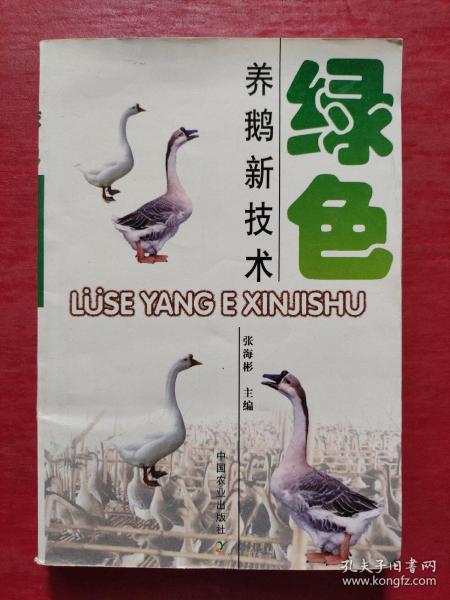 绿色
养鹅新技术
LÜSE YANG E XINJISHU
张海彬 主编
中国农业出版社
孔夫子旧书网
www.kongfz.com